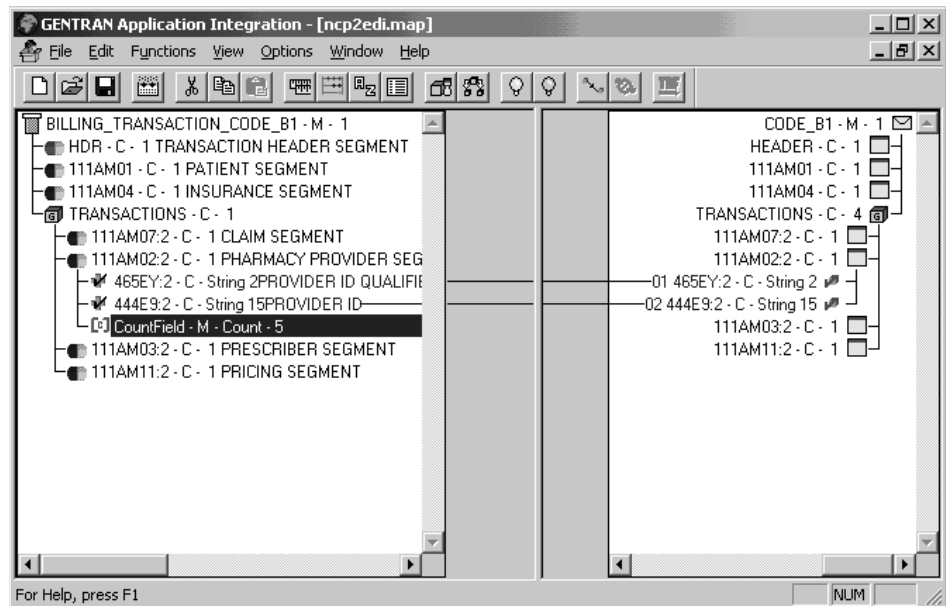 GENTRAN Application Integration - [ncp2edi.map]
File Edit Functions View Options Window Help
BILLING_TRANSACTION_CODE_B1 - M - 1
HDR - C - 1 TRANSACTION HEADER SEGMENT
111AM01 - C - 1 PATIENT SEGMENT
111AM04 - C - 1 INSURANCE SEGMENT
TRANSACTIONS - C - 1
111AM07:2 - C - 1 CLAIM SEGMENT
111AM02:2 - C - 1 PHARMACY PROVIDER SEG
465EY:2 - C - String 2PROVIDER ID QUALIFIE
444E9:2 - C - String 15PROVIDER ID
CountField - M - Count - 5
111AM03:2 - C - 1 PRESCRIBER SEGMENT
111AM11:2 - C - 1 PRICING SEGMENT
CODE_B1 - M - 1
HEADER - C - 1
111AM01 - C - 1
111AM04 - C - 1
TRANSACTIONS - C - 4
111AM07:2 - C - 1
111AM02:2 - C - 1
01 465EY:2 - C - String 2
02 444E9:2 - C - String 15
111AM03:2 - C - 1
111AM11:2 - C - 1
For Help, press F1
NUM